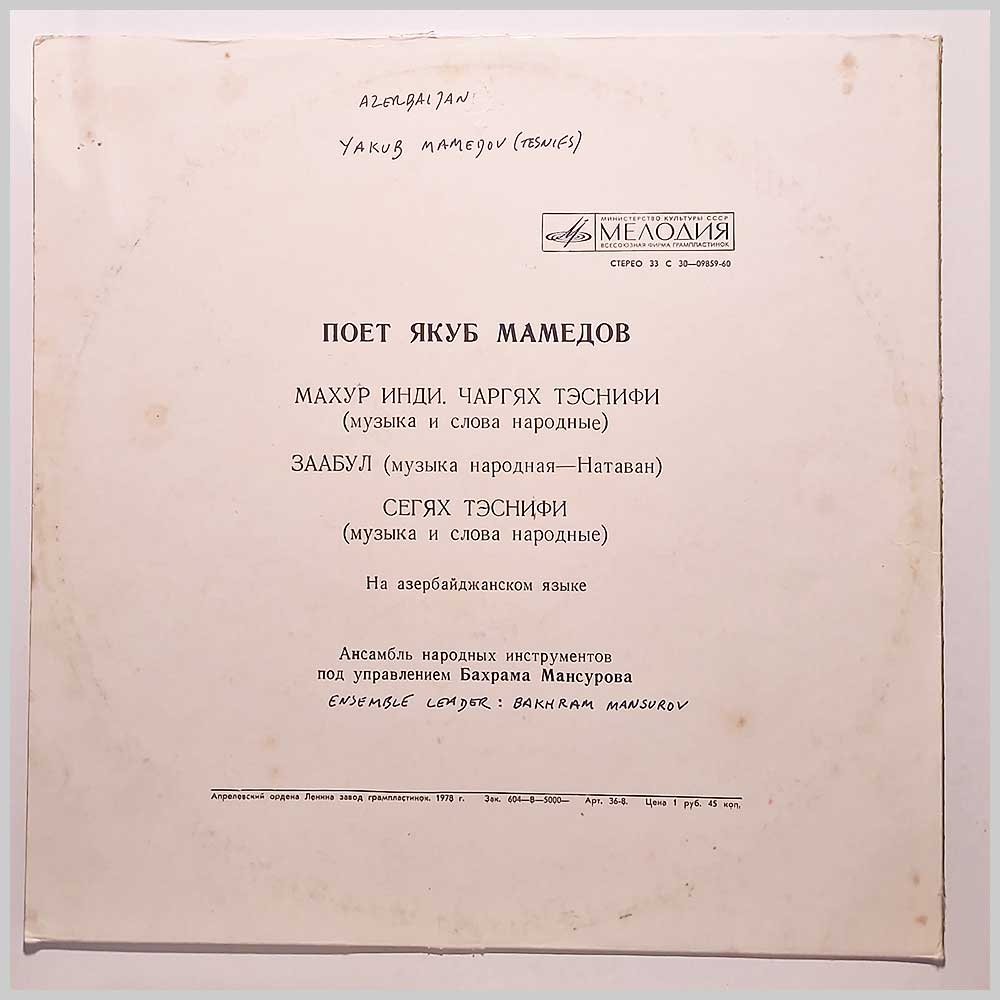 AZERBAIJAN
YAKUB MAMEDOV (TESNIFS)
МИНИСТЕРСТВО КУЛЬТУРЫ СССР
МЕЛОДИЯ
ВСЕСОЮЗНАЯ ФИРМА ГРАМПЛАСТИНОК
СТЕРЕО 33 С 30—09859-60
ПОЕТ ЯКУБ МАМЕДОВ
МАХУР ИНДИ. ЧАРГЯХ ТЭСНИФИ
(музыка и слова народные)
ЗААБУЛ (музыка народная—Натаван)
СЕГЯХ ТЭСНИФИ
(музыка и слова народные)
На азербайджанском языке
Ансамбль народных инструментов
под управлением Бахрама Мансурова
ENSEMBLE LEADER : BAKHRAM MANSUROV
Апрелевский ордена Ленина завод грампластинок. 1978 г. Зак. 604—В—5000— Арт. 36-8. Цена 1 руб. 45 коп.